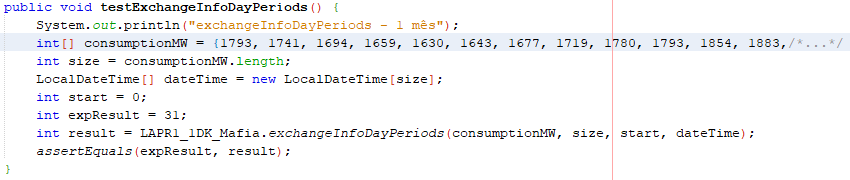 public void testExchangeInfoDayPeriods() {
System.out.println("exchangeInfoDayPeriods - 1 mês");
int[] consumptionMW = {1793, 1741, 1694, 1659, 1630, 1643, 1677, 1719, 1780, 1793, 1854, 1883,/*...*/
int size = consumptionMW.length;
LocalDateTime[] dateTime = new LocalDateTime[size];
int start = 0;
int expResult = 31;
int result = LAPR1_1DK_Mafia.exchangeInfoDayPeriods(consumptionMW, size, start, dateTime);
assertEquals(expResult, result);
}